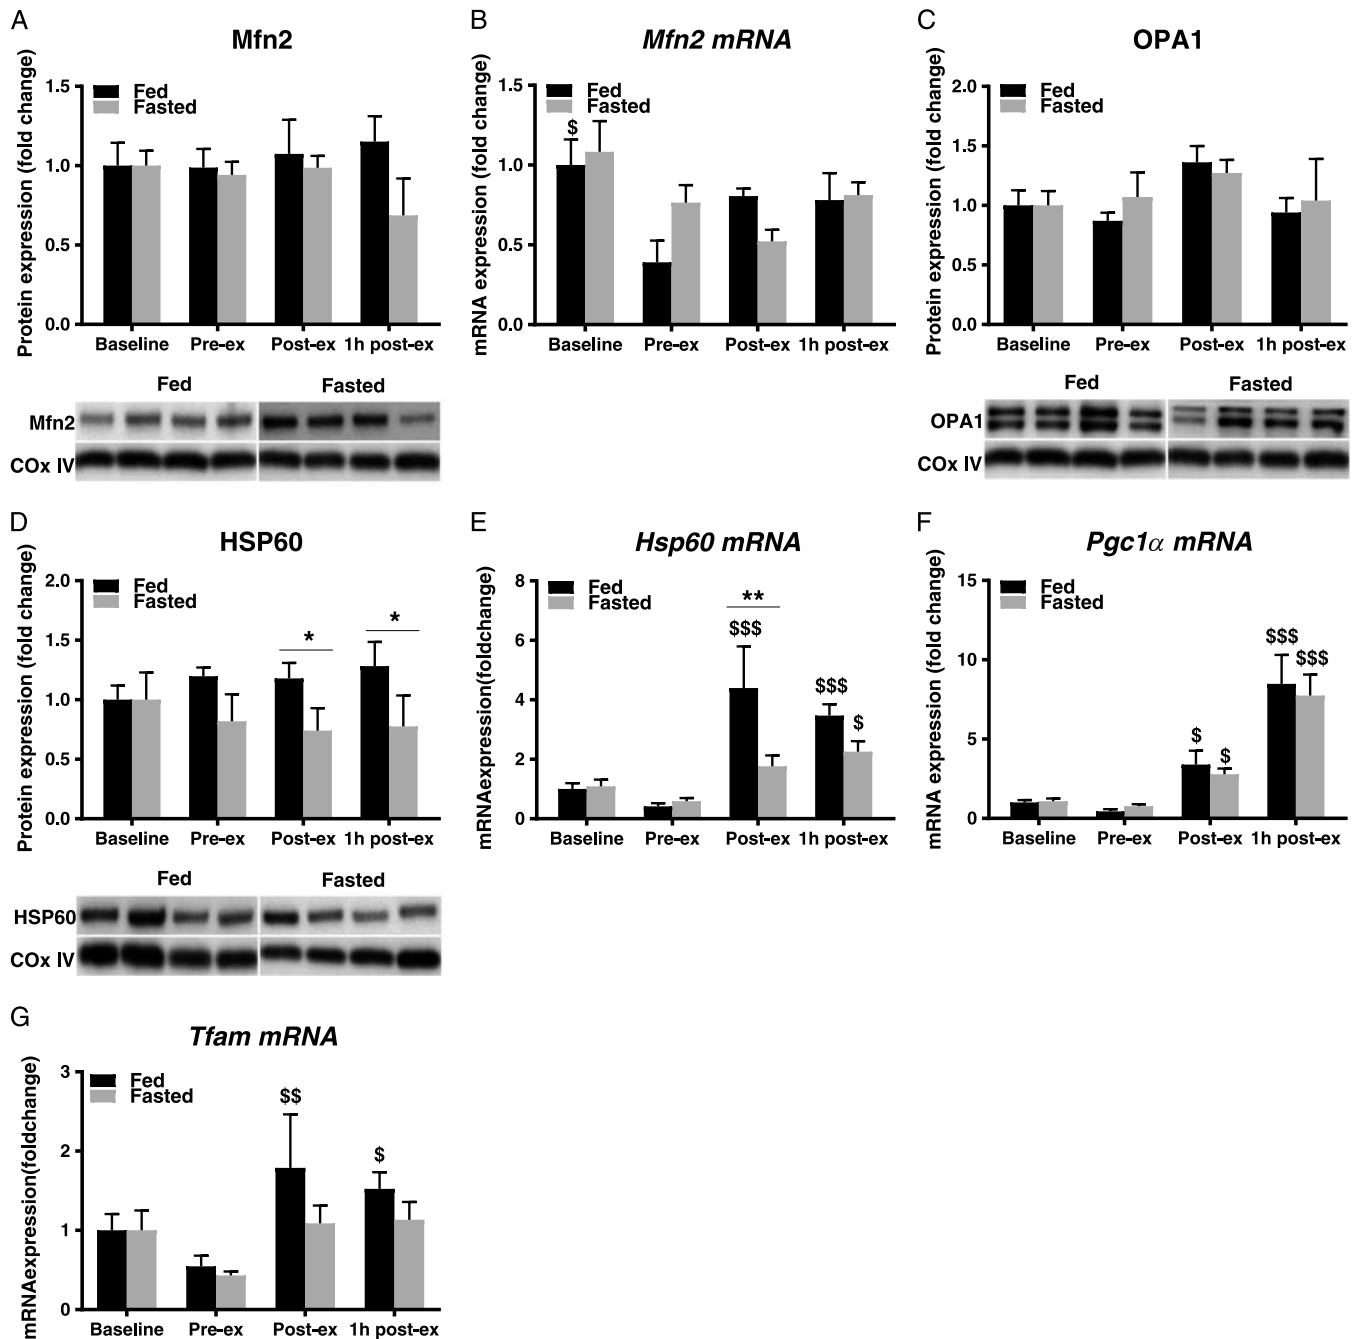 A
Mfn2
Protein expression (fold change)
1.5
1.0
0.5
0.0
Fed
Fasted
Baseline Pre-ex Post-ex 1h post-ex
Fed Fasted
Mfn2
COx IV
B
Mfn2 mRNA
mRNA expression (fold change)
1.5
1.0
0.5
0.0
Fed
Fasted
$
Baseline Pre-ex Post-ex 1h post-ex
C
OPA1
Protein expression (fold change)
2.0
1.5
1.0
0.5
0.0
Fed
Fasted
Baseline Pre-ex Post-ex 1h post-ex
Fed Fasted
OPA1
COx IV
D
HSP60
Protein expression (fold change)
2.0
1.5
1.0
0.5
0.0
Fed
Fasted
* *
Baseline Pre-ex Post-ex 1h post-ex
Fed Fasted
HSP60
COx IV
E
Hsp60 mRNA
mRNAexpression(foldchange)
8
6
4
2
0
Fed
Fasted
**
$$$
$$$
$
Baseline Pre-ex Post-ex 1h post-ex
F
Pgc1α mRNA
mRNA expression (fold change)
15
10
5
0
Fed
Fasted
$$$
$$$
$
$
Baseline Pre-ex Post-ex 1h post-ex
G
Tfam mRNA
mRNAexpression(foldchange)
3
2
1
0
Fed
Fasted
$$
$
Baseline Pre-ex Post-ex 1h post-ex